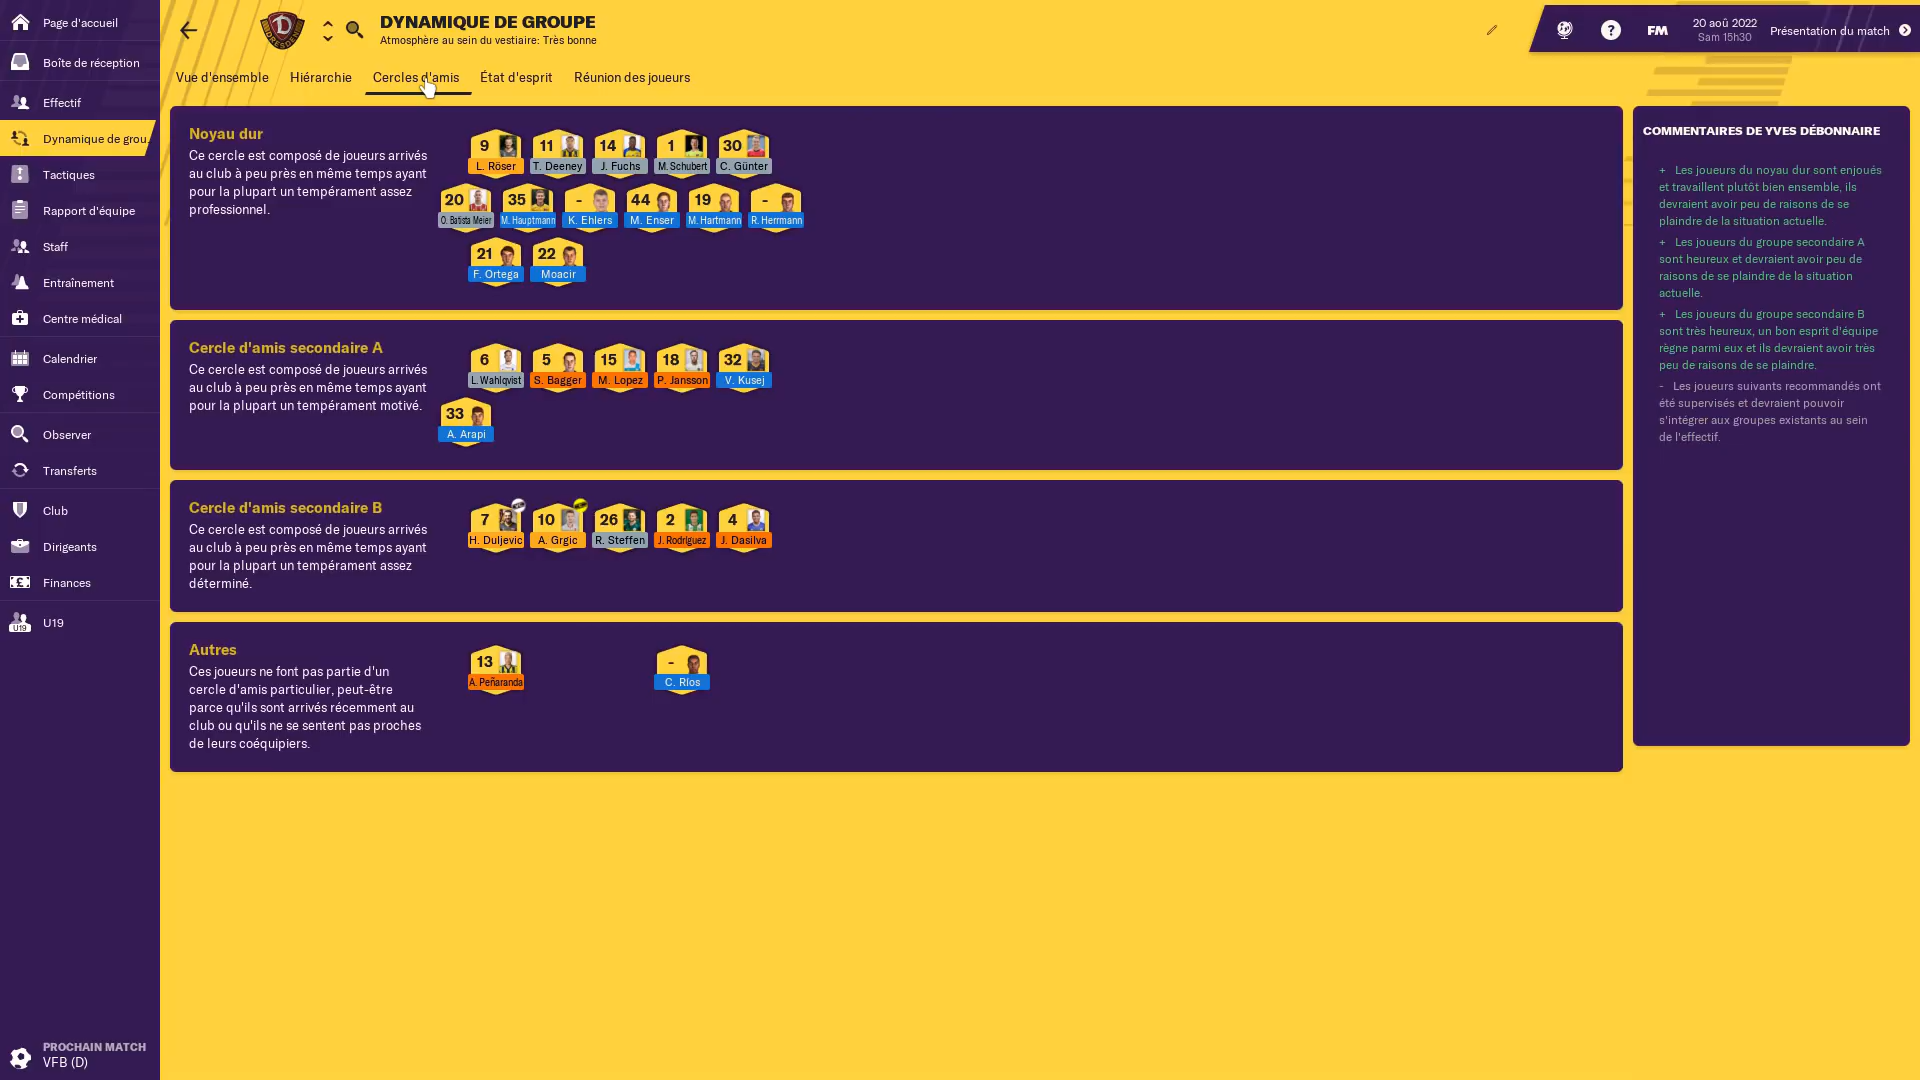 Page d'accueil
Boîte de réception
Effectif
Dynamique de grou
Tactiques
Rapport d'équipe
Staff
Entraînement
Centre médical
Calendrier
Compétitions
Observer
Transferts
Club
Dirigeants
Finances
U19
U19
PROCHAIN MATCH
VFB (D)
DYNAMIQUE DE GROUPE
Atmosphère au sein du vestiaire: Très bonne
FM
20 aoû 2022
Sam 15h30
Présentation du match
Vue d'ensemble Hiérarchie Cercles d'amis État d'esprit Réunion des joueurs
Noyau dur
Ce cercle est composé de joueurs arrivés
au club à peu près en même temps ayant
pour la plupart un tempérament assez
professionnel.
9 11 14 1 30
L. Röser T. Deeney J. Fuchs M. Schubert C. Günter
20 35 - 44 19 -
O. Batista Meier M. Hauptmann K. Ehlers M. Enser M. Hartmann R. Herrmann
21 22
F. Ortega Moacir
Cercle d'amis secondaire A
Ce cercle est composé de joueurs arrivés
au club à peu près en même temps ayant
pour la plupart un tempérament motivé.
6 5 15 18 32
L. Wahlqvist S. Bagger M. Lopez P. Jansson V. Kusej
33
A. Arapi
Cercle d'amis secondaire B
Ce cercle est composé de joueurs arrivés
au club à peu près en même temps ayant
pour la plupart un tempérament assez
déterminé.
7 10 26 2 4
H. Duljevic A. Grgic R. Steffen J. Rodríguez J. Dasilva
Autres
Ces joueurs ne font pas partie d'un
cercle d'amis particulier, peut-être
parce qu'ils sont arrivés récemment au
club ou qu'ils ne se sentent pas proches
de leurs coéquipiers.
13 -
A. Peñaranda C. Ríos
COMMENTAIRES DE YVES DÉBONNAIRE
+ Les joueurs du noyau dur sont enjoués
et travaillent plutôt bien ensemble, ils
devraient avoir peu de raisons de se
plaindre de la situation actuelle.
+ Les joueurs du groupe secondaire A
sont heureux et devraient avoir peu de
raisons de se plaindre de la situation
actuelle.
+ Les joueurs du groupe secondaire B
sont très heureux, un bon esprit d'équipe
règne parmi eux et ils devraient avoir très
peu de raisons de se plaindre.
- Les joueurs suivants recommandés ont
été supervisés et devraient pouvoir
s'intégrer aux groupes existants au sein
de l'effectif.